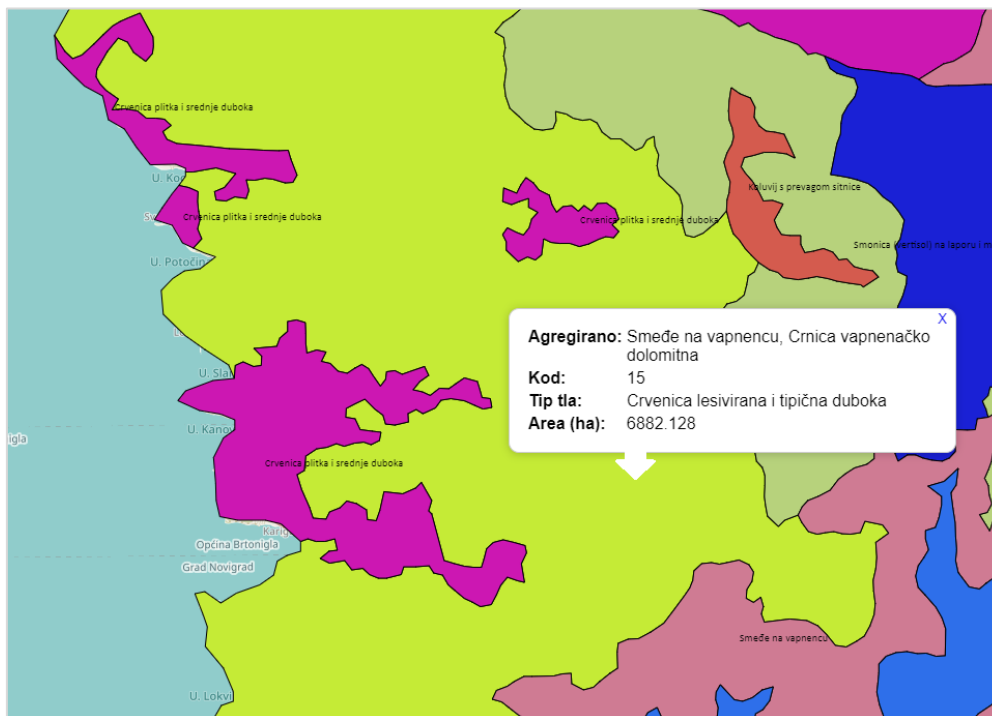 Crvenica plitka i srednje duboka
U. Ko
Koluvij s prevagom sitnice
Crvenica plitka i srednje duboka
Crvenica plitka i srednje duboka
Smonica (vertisol) na laporu i m
U. Potočin
X
Agregirano: Smeđe na vapnencu, Crnica vapnenačko
dolomitna
Kod: 15
Tip tla: Crvenica lesivirana i tipična duboka
Area (ha): 6882.128
U. Sla
U. Kanov
igla
Crvenica plitka i srednje duboka
Karig
Općina Brtonigla
Grad Novigrad
Smeđe na vapnencu
U. Lokvi